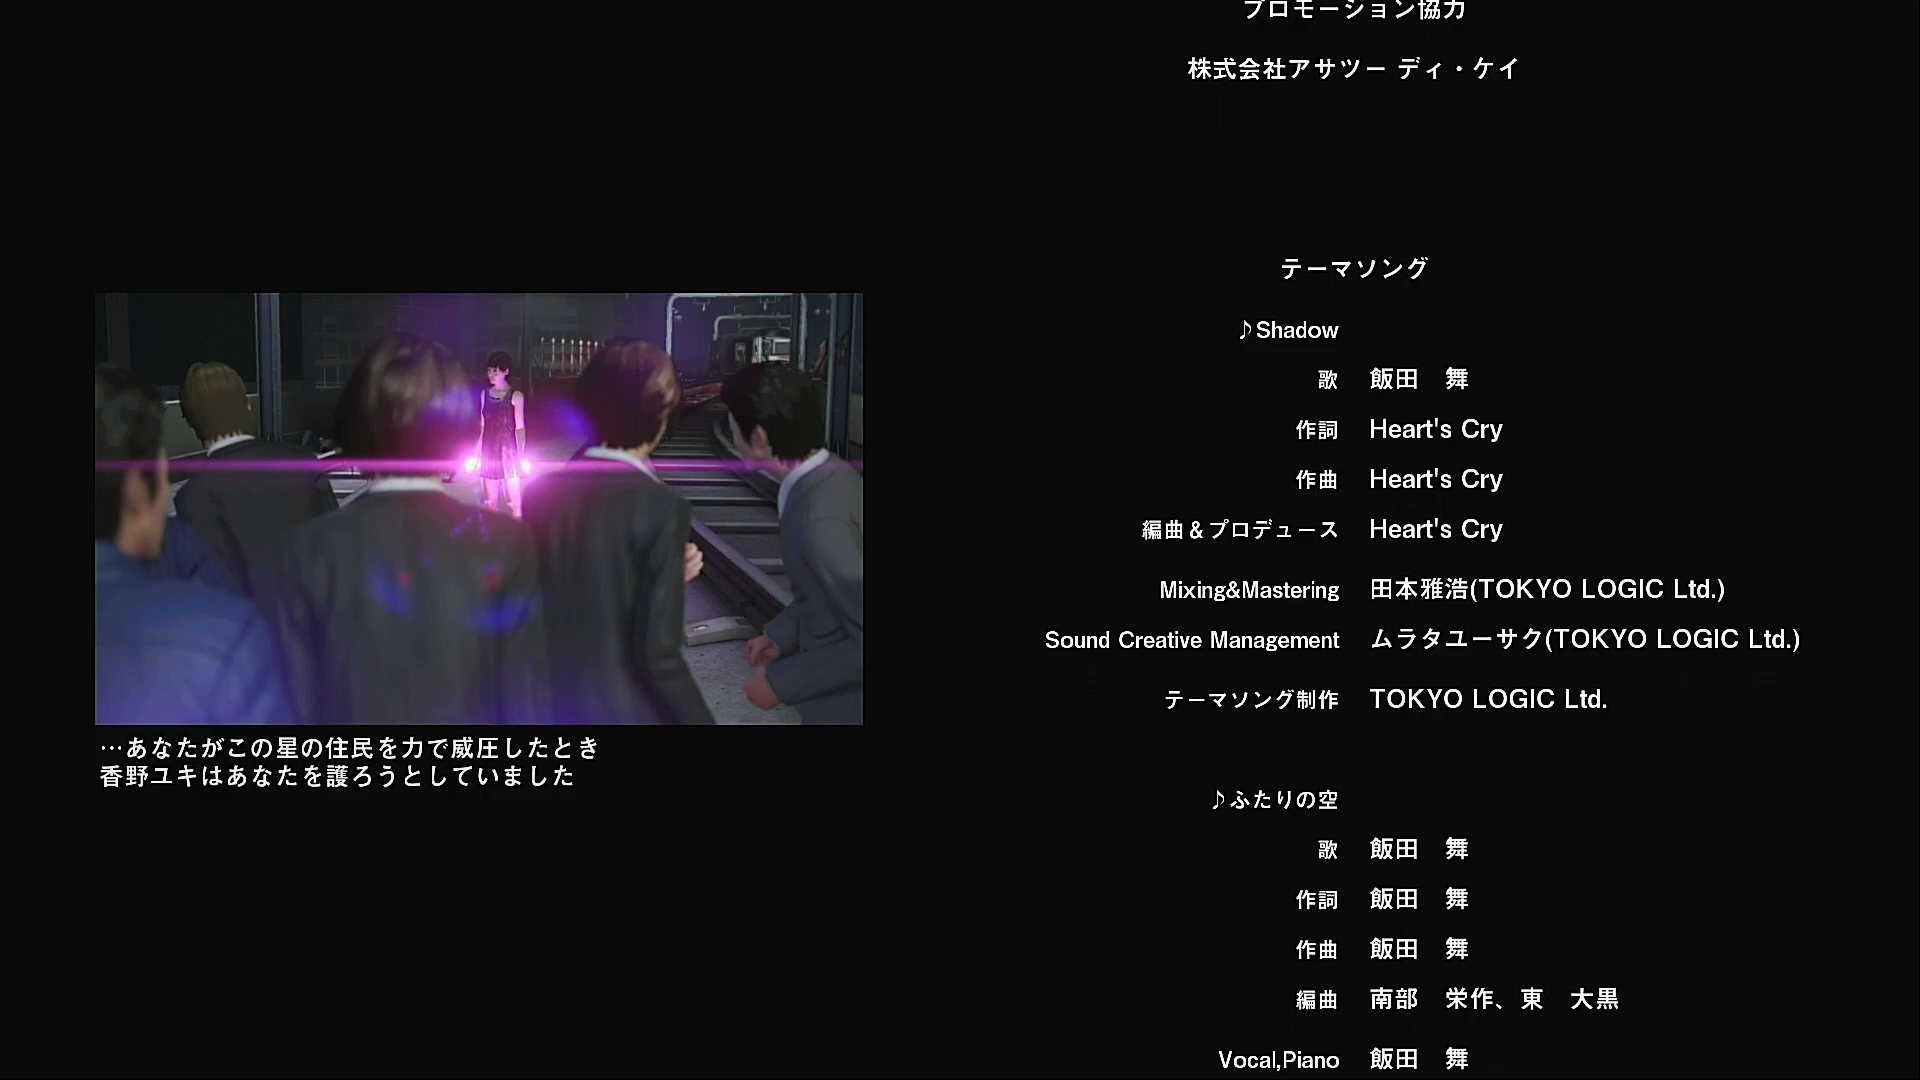 プロモーション協力
株式会社アサツー ディ・ケイ
テーマソング
♪Shadow
歌 飯田 舞
作詞 Heart's Cry
作曲 Heart's Cry
編曲＆プロデュース Heart's Cry
Mixing&Mastering 田本雅浩(TOKYO LOGIC Ltd.)
Sound Creative Management ムラタユーサク(TOKYO LOGIC Ltd.)
テーマソング制作 TOKYO LOGIC Ltd.
♪ふたりの空
歌 飯田 舞
作詞 飯田 舞
作曲 飯田 舞
編曲 南部 栄作、東 大黒
Vocal,Piano 飯田 舞
…あなたがこの星の住民を力で威圧したとき
香野ユキはあなたを護ろうとしていました